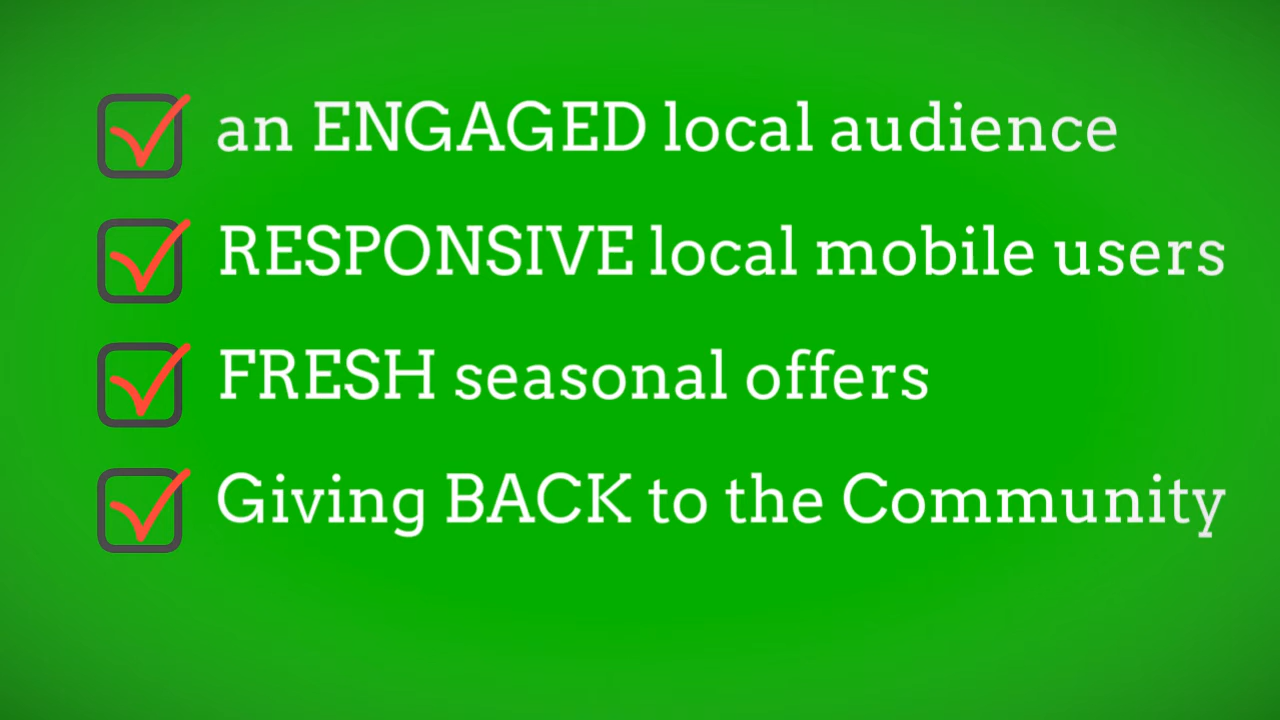 an ENGAGED local audience
RESPONSIVE local mobile users
FRESH seasonal offers
Giving BACK to the Community